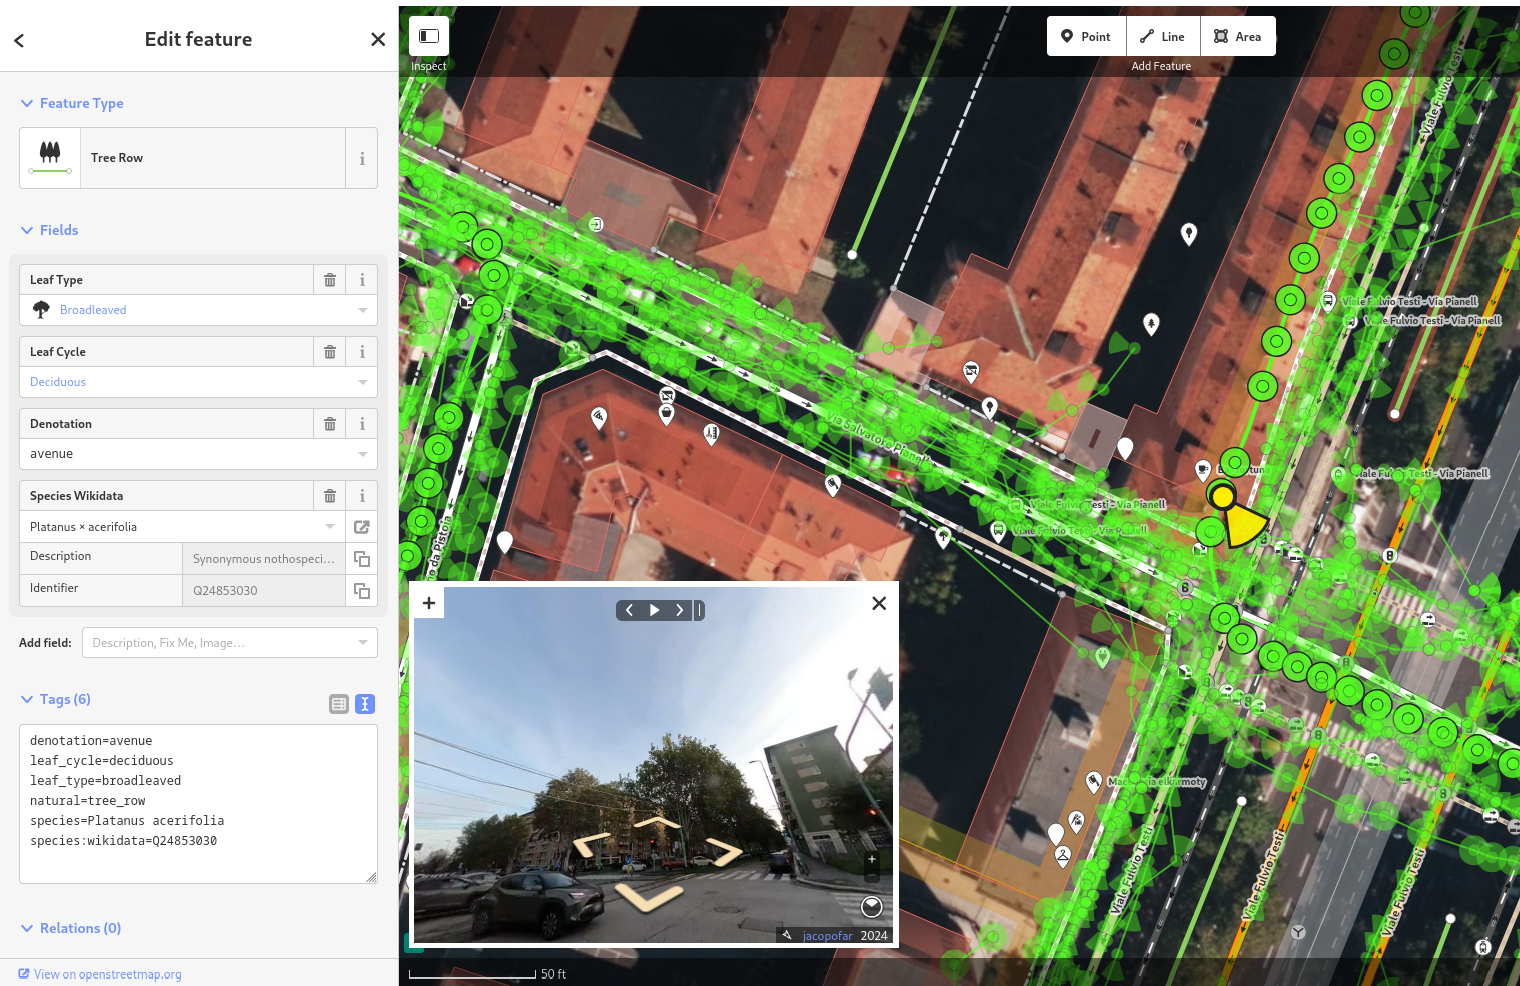 Edit feature
Feature Type
Tree Row
i
Fields
Leaf Type
i
Broadleaved
Leaf Cycle
i
Deciduous
Denotation
i
avenue
Species Wikidata
i
Platanus × acerifolia
Description
Synonymous nothospeci...
Identifier
Q24853030
Add field:
Description, Fix Me, Image...
Tags (6)
denotation=avenue
leaf_cycle=deciduous
leaf_type=broadleaved
natural=tree_row
species=Platanus acerifolia
species:wikidata=Q24853030
Relations (0)
View on openstreetmap.org
Inspect
Point
Line
Area
Add Feature
Viale Fulvio Testi
Viale Fulvio Testi - Via Pianell
Viale Fulvio Testi - Via Pianell
Via Salvatore Pianell
Viale Fulvio Testi - Via Pianell
Viale Fulvio Testi - Via Pianell
Viale Fulvio Testi - Via Pianell
no da Pistoia
Viale Fulvio Testi
Viale Fulvio Testi
Viale Fulvio Testi
jacopofar 2024
50 ft